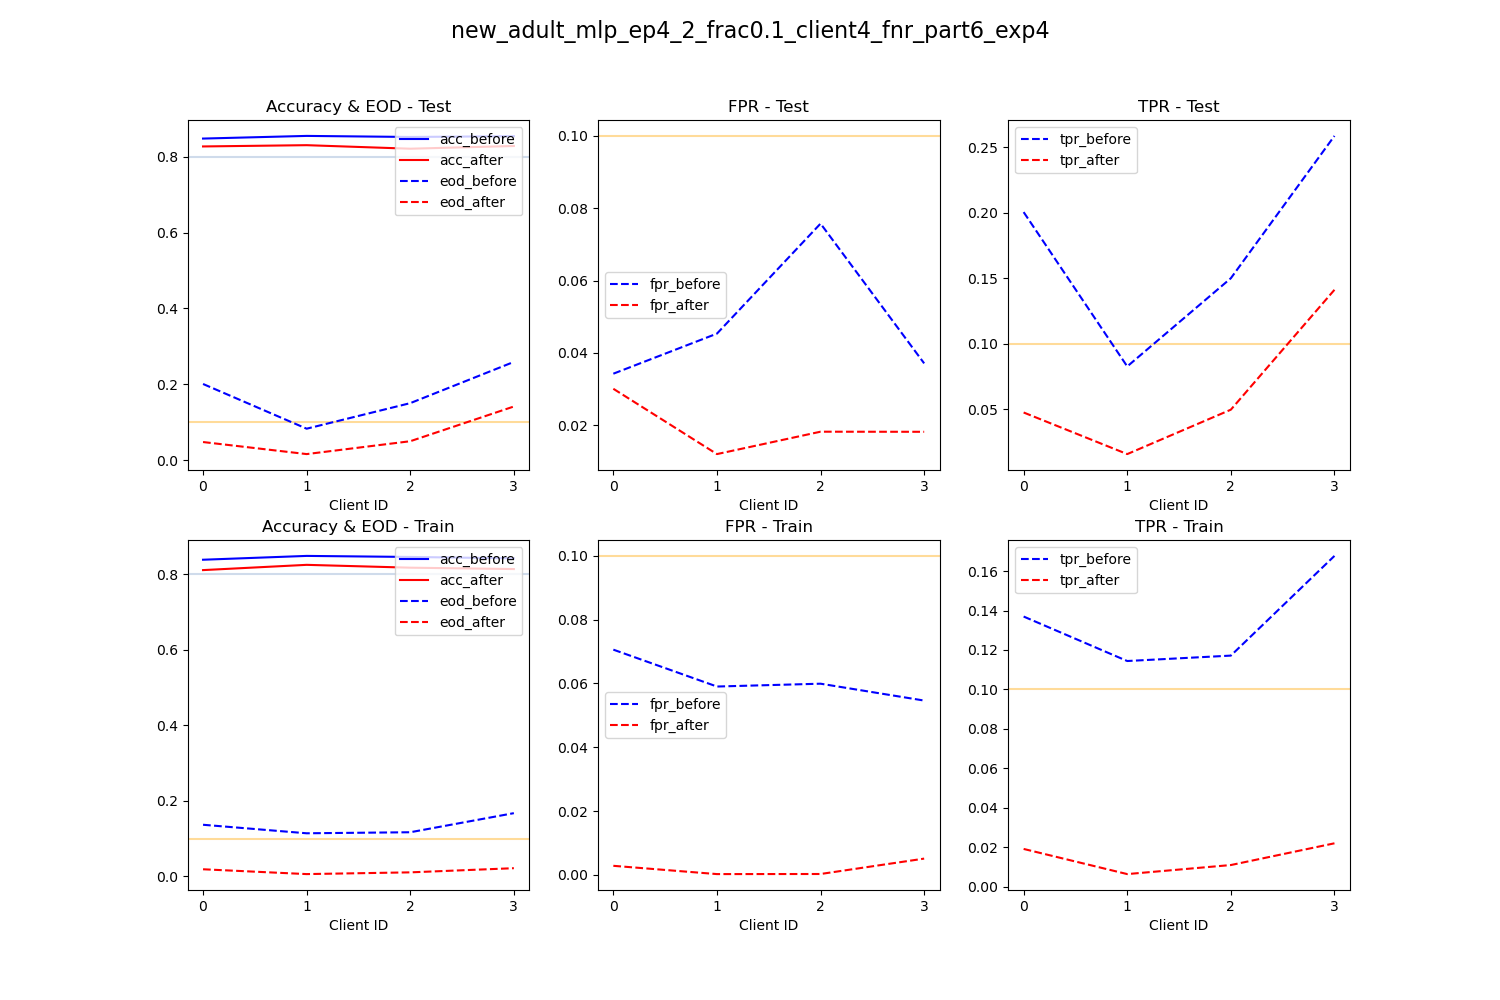 new_adult_mlp_ep4_2_frac0.1_client4_fnr_part6_exp4
Accuracy & EOD - Test
acc_before
acc_after
eod_before
eod_after
0.8
0.6
0.4
0.2
0.0
0 1 2 3
Client ID
FPR - Test
fpr_before
fpr_after
0.10
0.08
0.06
0.04
0.02
0 1 2 3
Client ID
TPR - Test
tpr_before
tpr_after
0.25
0.20
0.15
0.10
0.05
0 1 2 3
Client ID
Accuracy & EOD - Train
acc_before
acc_after
eod_before
eod_after
0.8
0.6
0.4
0.2
0.0
0 1 2 3
Client ID
FPR - Train
fpr_before
fpr_after
0.10
0.08
0.06
0.04
0.02
0.00
0 1 2 3
Client ID
TPR - Train
tpr_before
tpr_after
0.16
0.14
0.12
0.10
0.08
0.06
0.04
0.02
0.00
0 1 2 3
Client ID